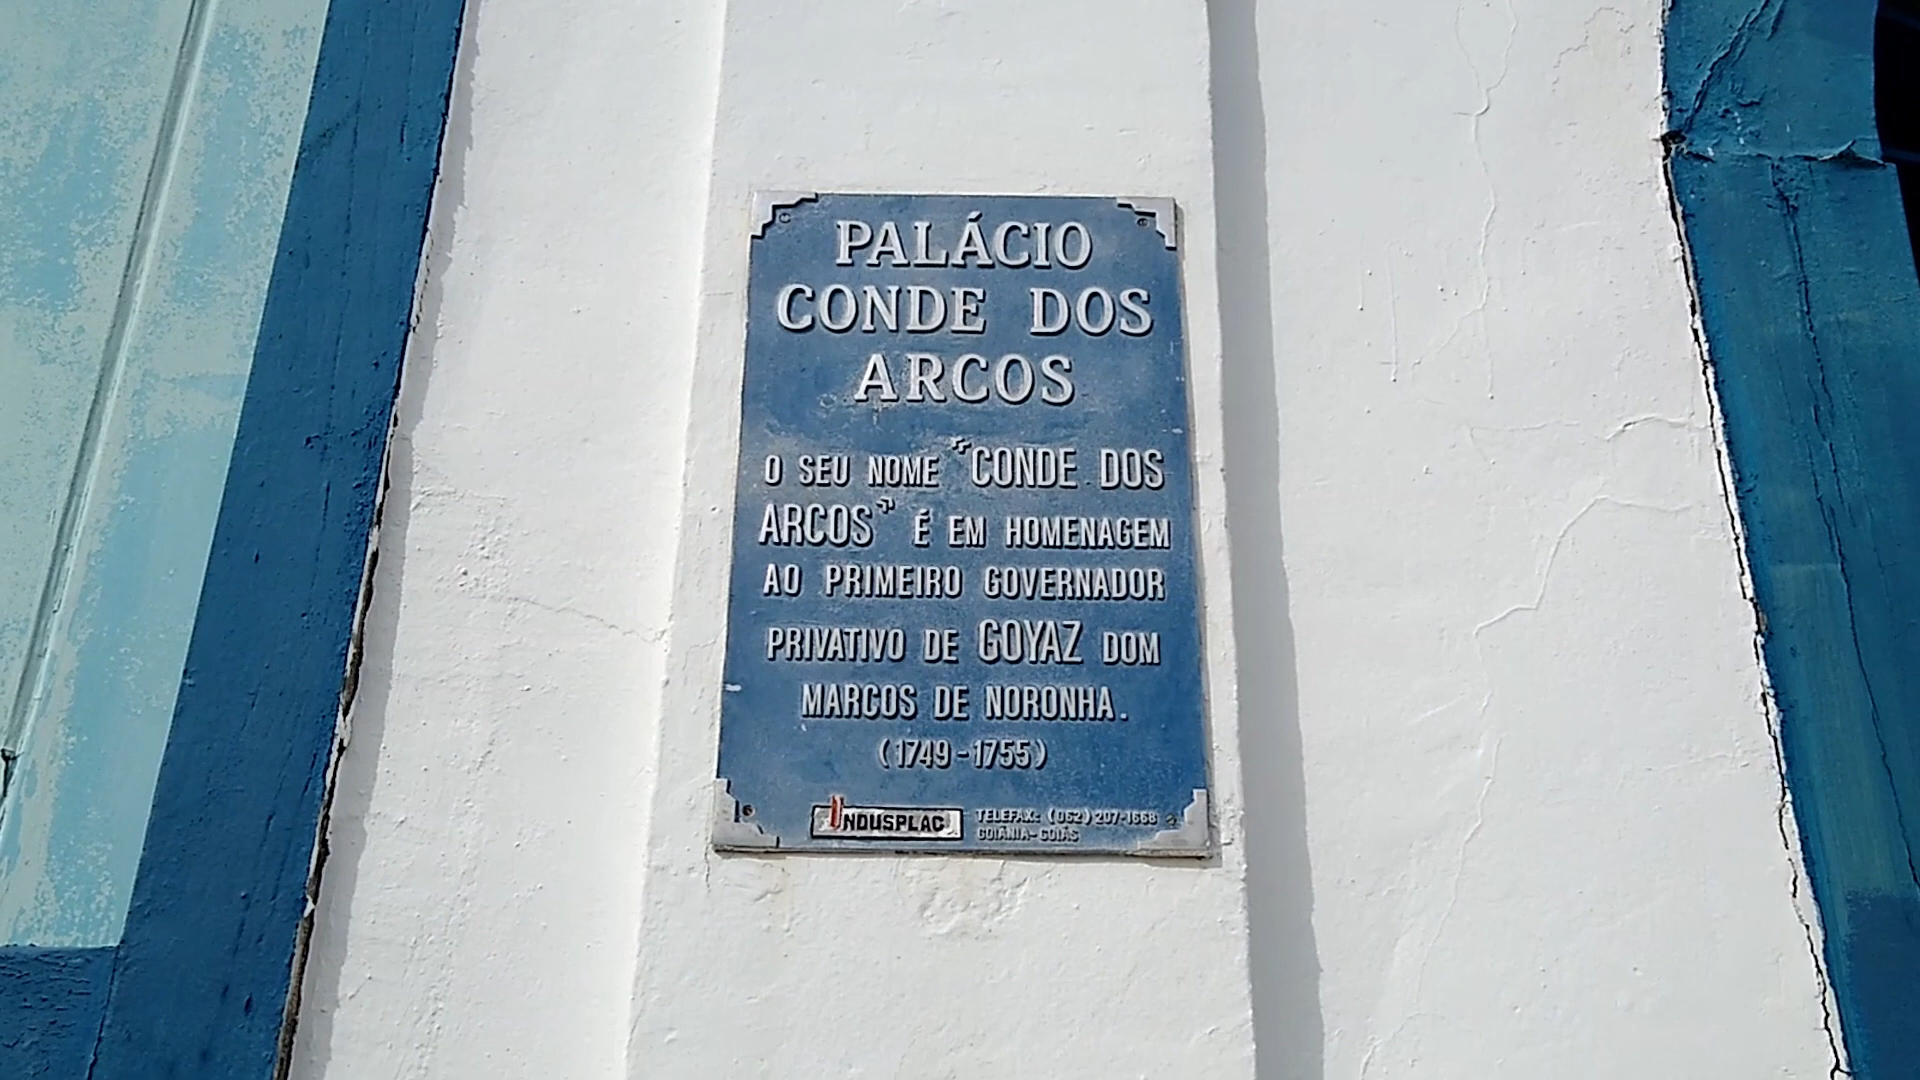 PALÁCIO
CONDE DOS
ARCOS
O SEU NOME "CONDE DOS
ARCOS" É EM HOMENAGEM
AO PRIMEIRO GOVERNADOR
PRIVATIVO DE GOYAZ DOM
MARCOS DE NORONHA.
(1749-1755)
INDUSPLAC TELEFAX: (062) 207-1668
GOIÂNIA-GOIÁS